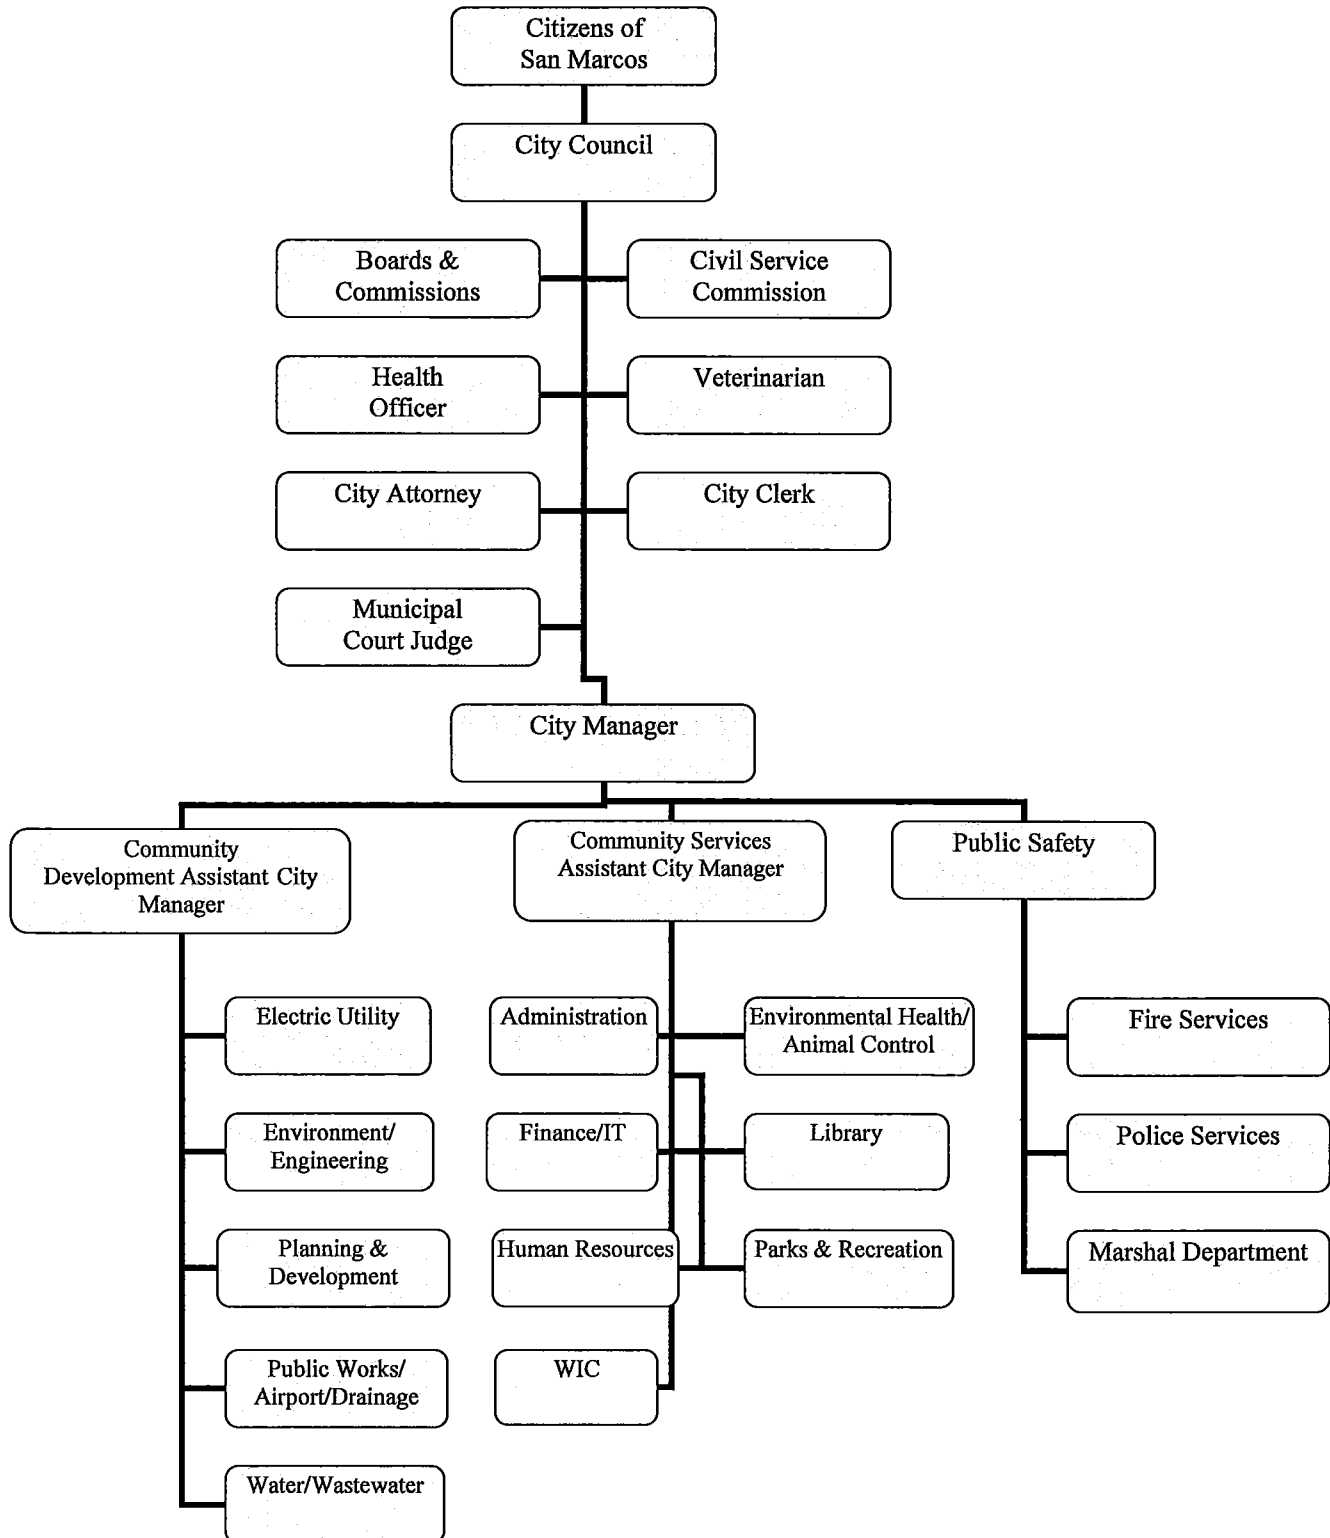 Citizens of
San Marcos
City Council
Boards &
Commissions
Civil Service
Commission
Health
Officer
Veterinarian
City Attorney
City Clerk
Municipal
Court Judge
City Manager
Community
Development Assistant City
Manager
Community Services
Assistant City Manager
Public Safety
Electric Utility
Administration
Environmental Health/
Animal Control
Fire Services
Environment/
Engineering
Finance/IT
Library
Police Services
Planning &
Development
Human Resources
Parks & Recreation
Marshal Department
Public Works/
Airport/Drainage
WIC
Water/Wastewater